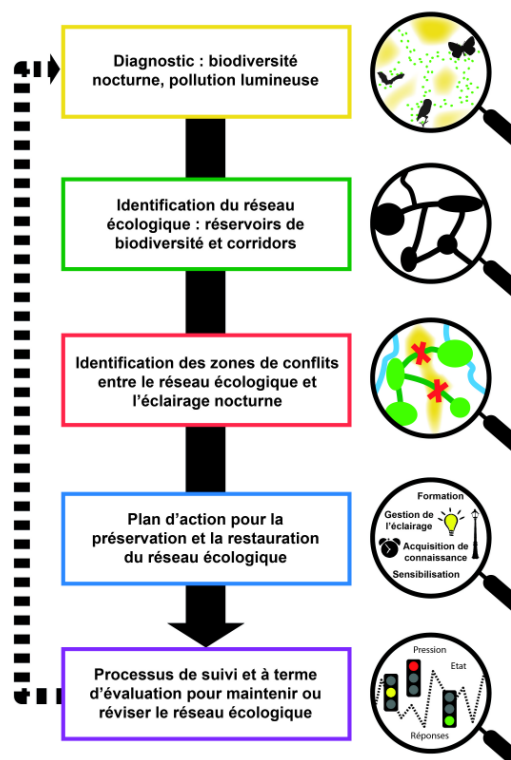 Diagnostic : biodiversité
nocturne, pollution lumineuse
Identification du réseau
écologique : réservoirs de
biodiversité et corridors
Identification des zones de conflits
entre le réseau écologique et
l’éclairage nocturne
Plan d’action pour la
préservation et la restauration
du réseau écologique
Formation
Gestion de
l’éclairage
Acquisition de
connaissance
Sensibilisation
Processus de suivi et à terme
d’évaluation pour maintenir ou
réviser le réseau écologique
Pression
Etat
Réponses